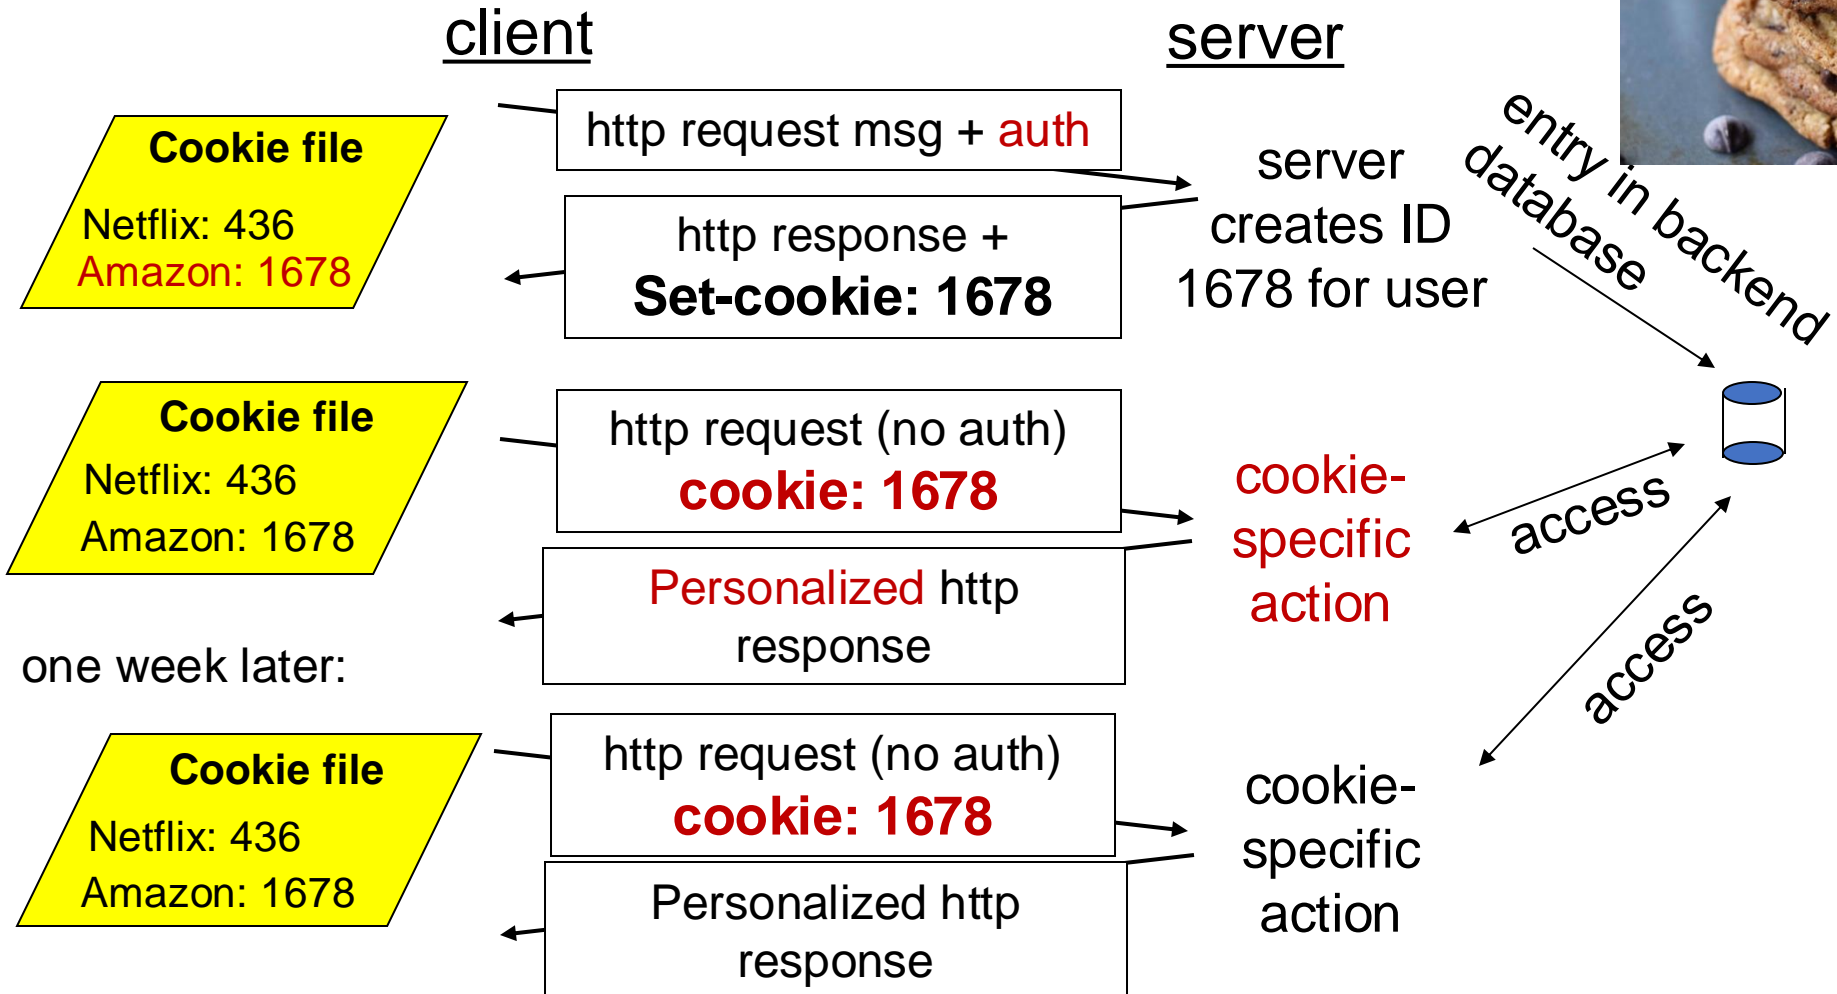 client
server
Cookie file
Netflix: 436
Amazon: 1678
http request msg + auth
http response +
Set-cookie: 1678
server
creates ID
1678 for user
entry in backend
database
Cookie file
Netflix: 436
Amazon: 1678
http request (no auth)
cookie: 1678
Personalized http
response
cookie-
specific
action
access
one week later:
access
Cookie file
Netflix: 436
Amazon: 1678
http request (no auth)
cookie: 1678
Personalized http
response
cookie-
specific
action